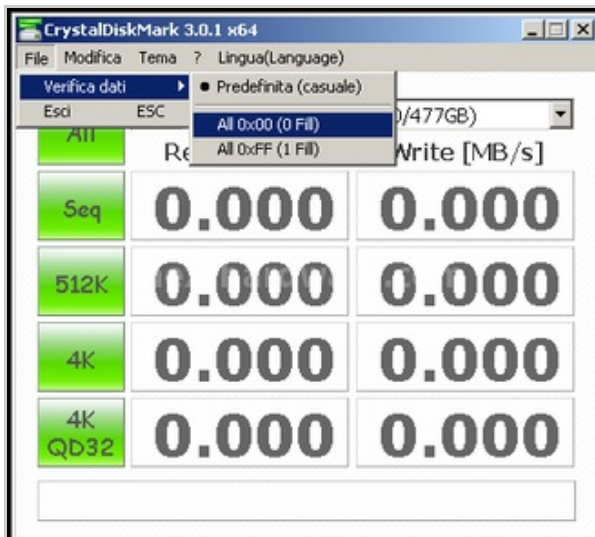 CrystalDiskMark 3.0.1 x64
File Modifica Tema ? Lingua(Language)
Verifica dati Predefinita (casuale)
Esci ESC All 0x00 (0 Fill) 0/477GB)
All All 0xFF (1 Fill)
Re Write [MB/s]
Seq 0.000 0.000
512K 0.000 0.000
4K 0.000 0.000
4K
QD32 0.000 0.000